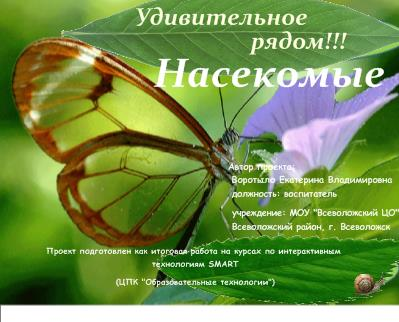 Удивительное
рядом!!!
Насекомые
Автор проекта:
Воротыло Екатерина Владимировна
должность: воспитатель
учреждение: МОУ "Всеволожский ЦО"
Всеволожский район, г. Всеволожск
Проект подготовлен как итоговая работа на курсах по интерактивным
технологиям SMART
(ЦПК "Образовательные технологии")